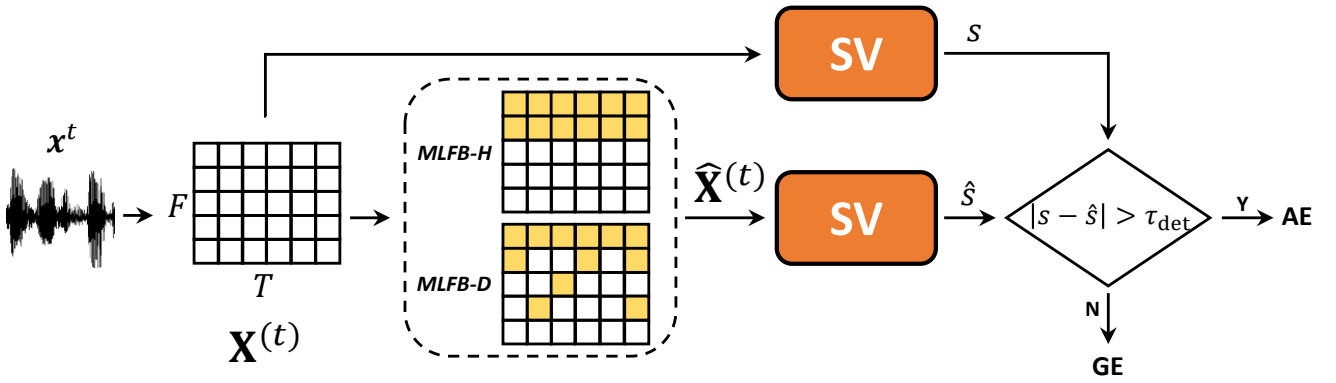 SV
s
x^t
MLFB-H
F
X̂^(t)
SV
ŝ
|s − ŝ| > τ_det
Y
AE
MLFB-D
T
N
X^(t)
GE